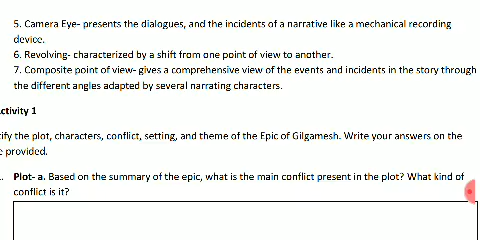 5. Camera Eye- presents the dialogues, and the incidents of a narrative like a mechanical recording
device.
6. Revolving- characterized by a shift from one point of view to another.
7. Composite point of view- gives a comprehensive view of the events and incidents in the story through
the different angles adapted by several narrating characters.
ctivity 1
ify the plot, characters, conflict, setting, and theme of the Epic of Gilgamesh. Write your answers on the
e provided.
. Plot- a. Based on the summary of the epic, what is the main conflict present in the plot? What kind of
conflict is it?